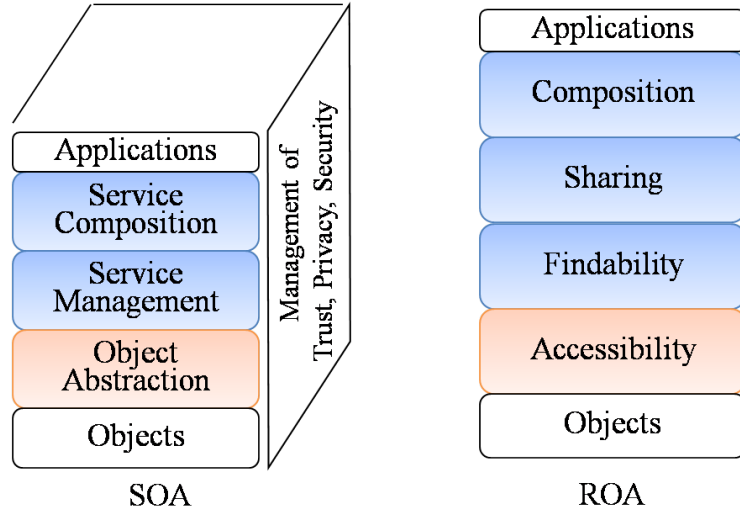 Applications
Service
Composition
Service
Management
Object
Abstraction
Objects
SOA
Management of
Trust, Privacy, Security
Applications
Composition
Sharing
Findability
Accessibility
Objects
ROA